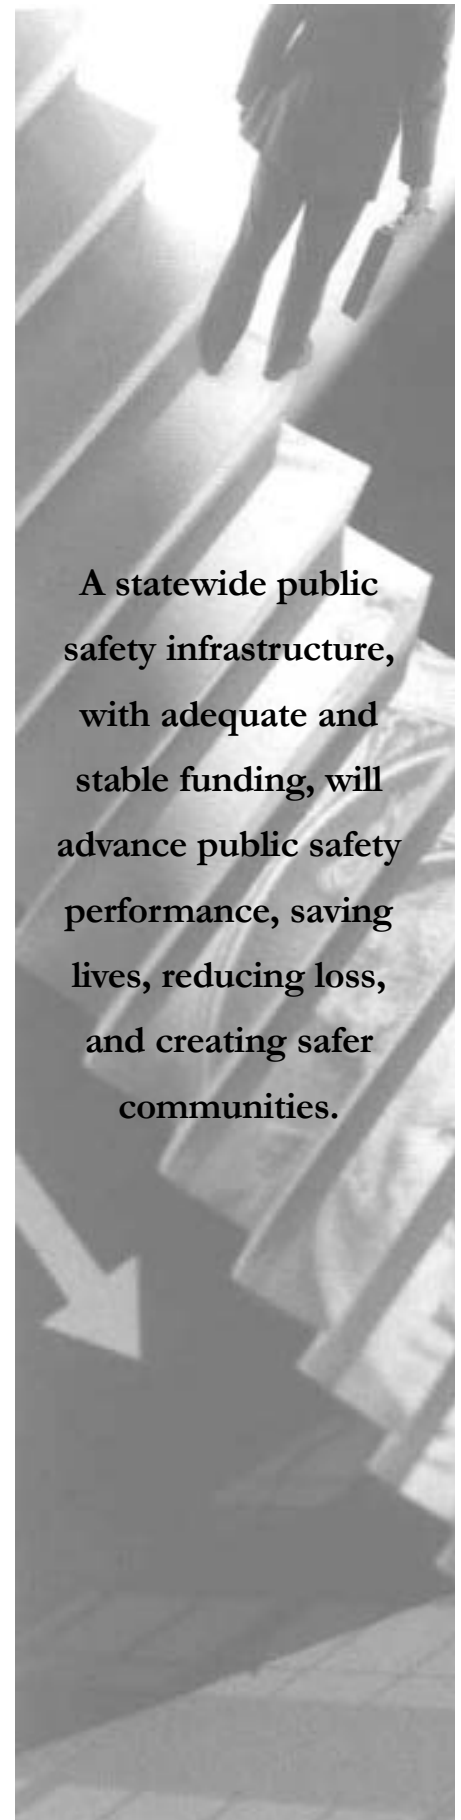 A statewide public
safety infrastructure,
with adequate and
stable funding, will
advance public safety
performance, saving
lives, reducing loss,
and creating safer
communities.